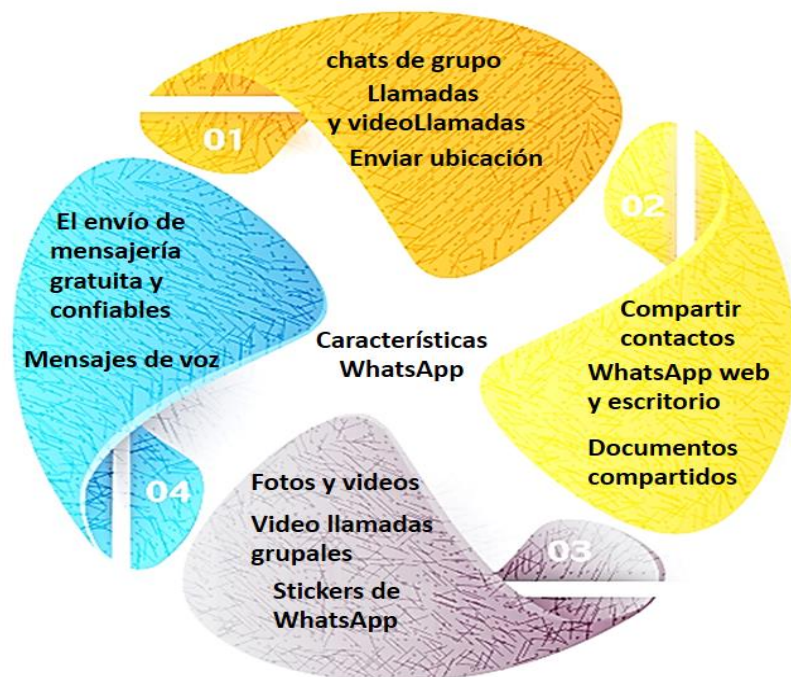 chats de grupo
Llamadas
y videoLlamadas
Enviar ubicación
01
02
Compartir
contactos
WhatsApp web
y escritorio
Documentos
compartidos
03
Fotos y videos
Video llamadas
grupales
Stickers de
WhatsApp
04
El envío de
mensajería
gratuita y
confiables
Mensajes de voz
Características
WhatsApp